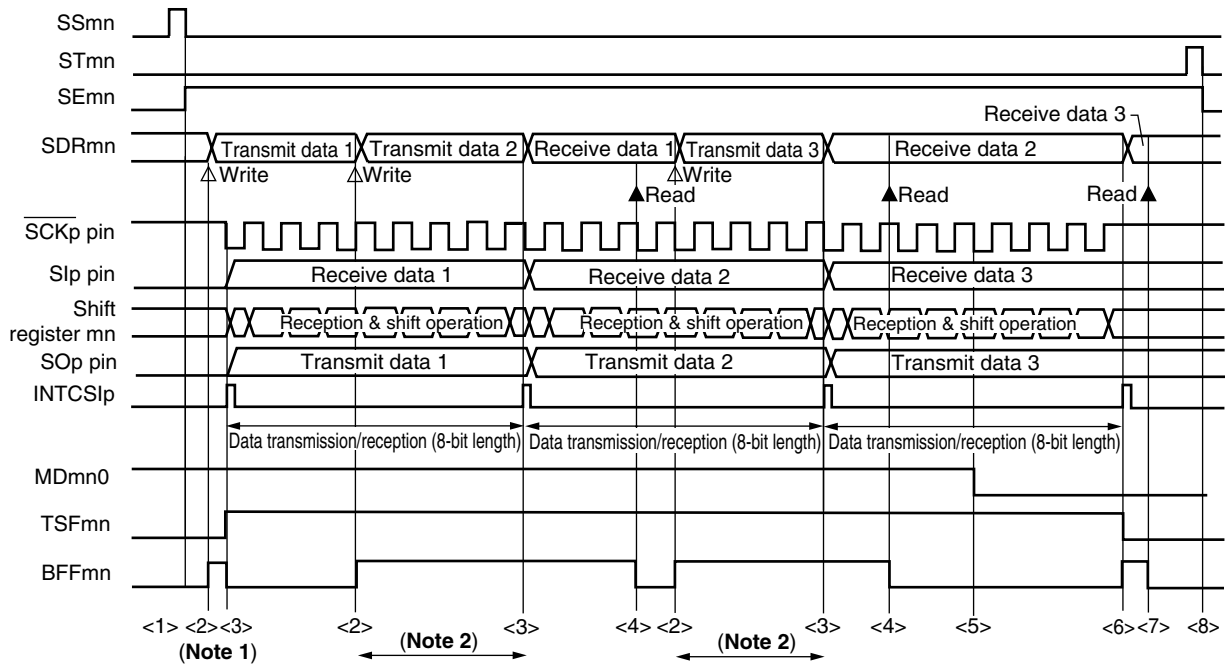 SSmn
STmn
SEmn
Receive data 3
SDRmn Transmit data 1 Transmit data 2 Receive data 1 Transmit data 3 Receive data 2
Write Write Write
Read Read Read
SCKp pin
SIp pin Receive data 1 Receive data 2 Receive data 3
Shift
register mn Reception & shift operation Reception & shift operation Reception & shift operation
SOp pin Transmit data 1 Transmit data 2 Transmit data 3
INTCSIp
Data transmission/reception (8-bit length) Data transmission/reception (8-bit length) Data transmission/reception (8-bit length)
MDmn0
TSFmn
BFFmn
<1> <2> <3> <2> <3> <4> <2> <3> <4> <5> <6> <7> <8>
(Note 1) (Note 2) (Note 2)